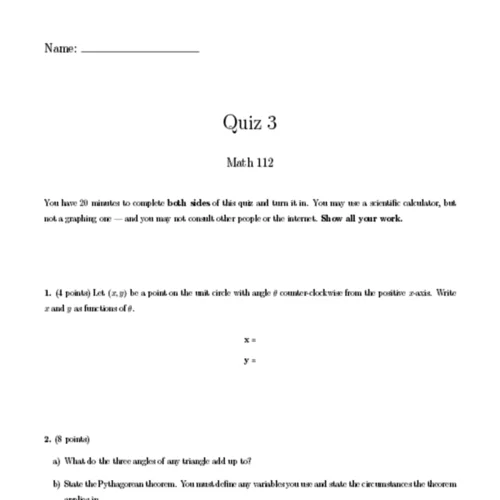 Name:
Quiz 3
Math 112
You have 20 minutes to complete both sides of this quiz and turn it in. You may use a scientific calculator, but
not a graphing one — and you may not consult other people or the internet. Show all your work.
1. (4 points) Let (x, y) be a point on the unit circle with angle θ counter-clockwise from the positive x-axis. Write
x and y as functions of θ.
x =
y =
2. (8 points)
a) What do the three angles of any triangle add up to?
b) State the Pythagorean theorem. You must define any variables you use and state the circumstances the theorem
applies in.